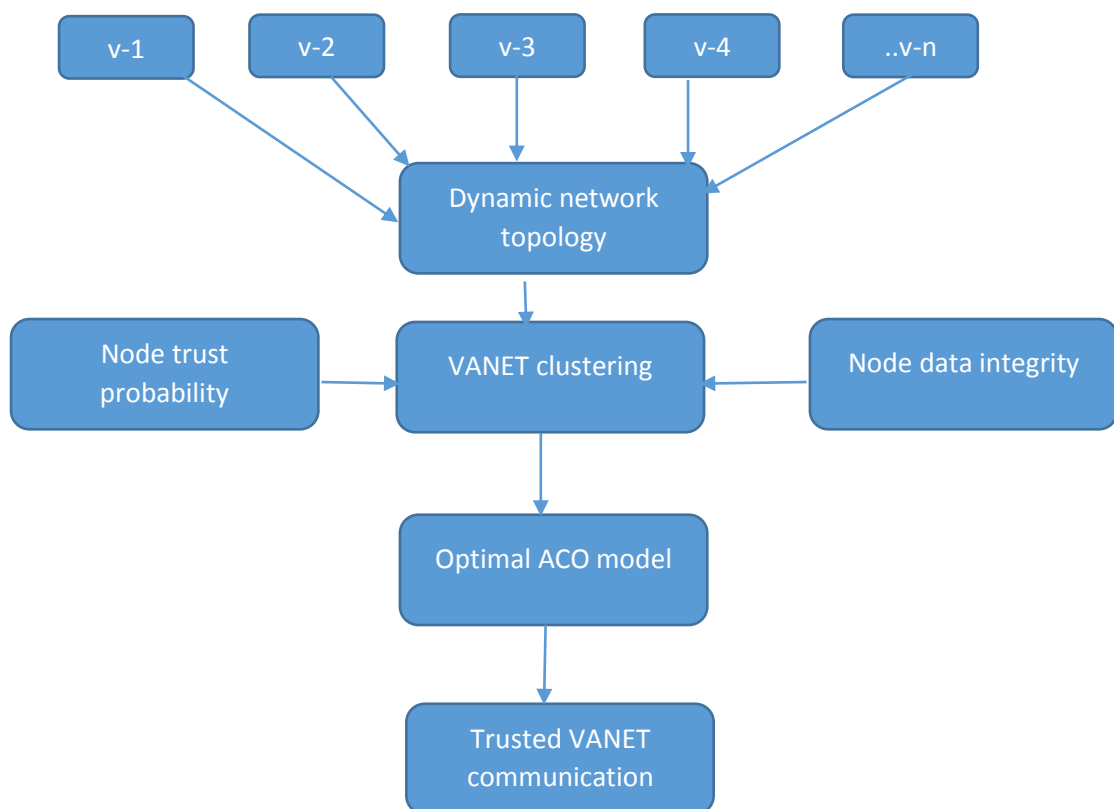 v-1
v-2
v-3
v-4
..v-n
Dynamic network
topology
Node trust
probability
VANET clustering
Node data integrity
Optimal ACO model
Trusted VANET
communication